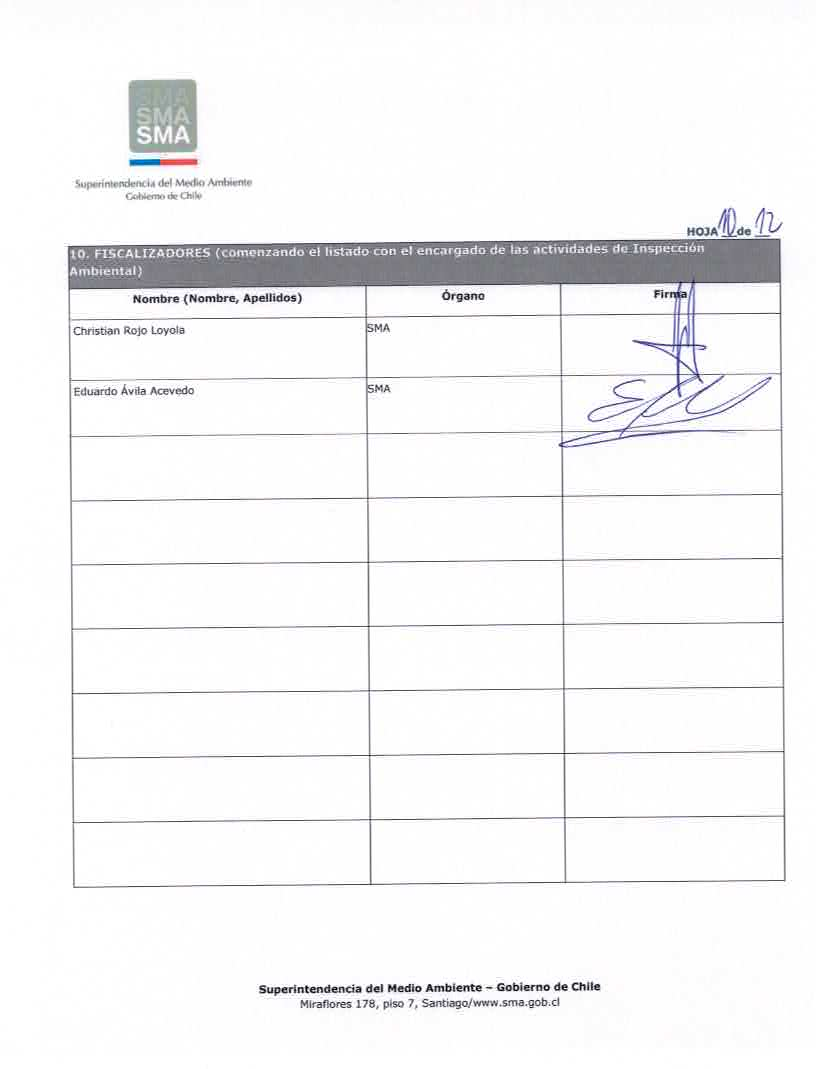 SMA
SMA
SMA
Superintendencia del Medio Ambiente
Gobierno de Chile
HOJA 10 de 12
10. FISCALIZADORES (comenzando el listado con el encargado de las actividades de Inspección
Ambiental)
Nombre (Nombre, Apellidos) Órgano Firma
Christian Rojo Loyola SMA
Eduardo Ávila Acevedo SMA
Superintendencia del Medio Ambiente – Gobierno de Chile
Miraflores 178, piso 7, Santiago/www.sma.gob.cl